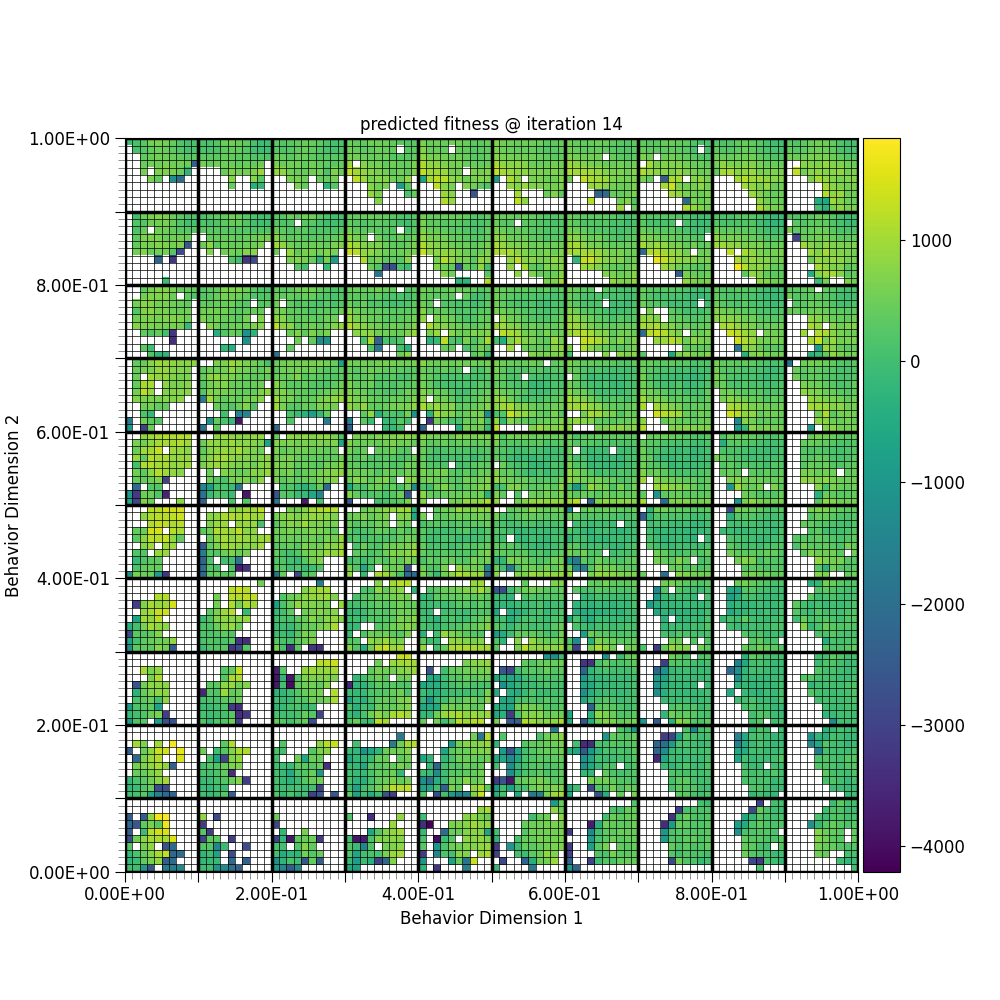 predicted fitness @ iteration 14
1.00E+00
8.00E-01
6.00E-01
4.00E-01
2.00E-01
0.00E+00
Behavior Dimension 2
0.00E+00 2.00E-01 4.00E-01 6.00E-01 8.00E-01 1.00E+00
Behavior Dimension 1
1000
0
−1000
−2000
−3000
−4000